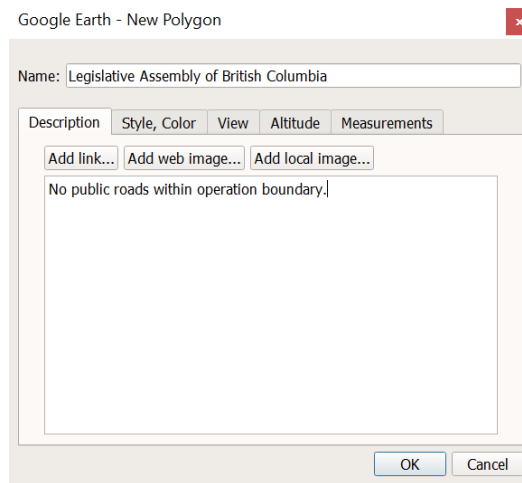 Google Earth - New Polygon
Name: Legislative Assembly of British Columbia
Description Style, Color View Altitude Measurements
Add link... Add web image... Add local image...
No public roads within operation boundary.
OK Cancel